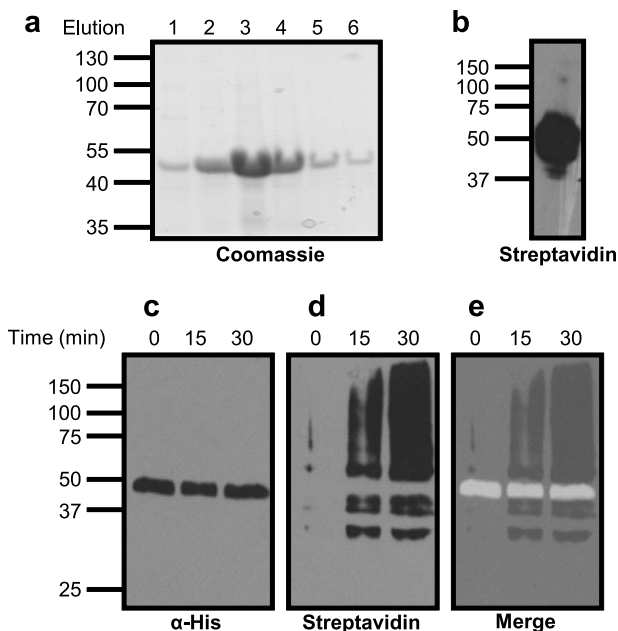 a
Elution 1 2 3 4 5 6
130
100
70
55
40
35
Coomassie
b
150
100
75
50
37
Streptavidin
c d e
Time (min) 0 15 30 0 15 30 0 15 30
150
100
75
50
37
25
α-His Streptavidin Merge